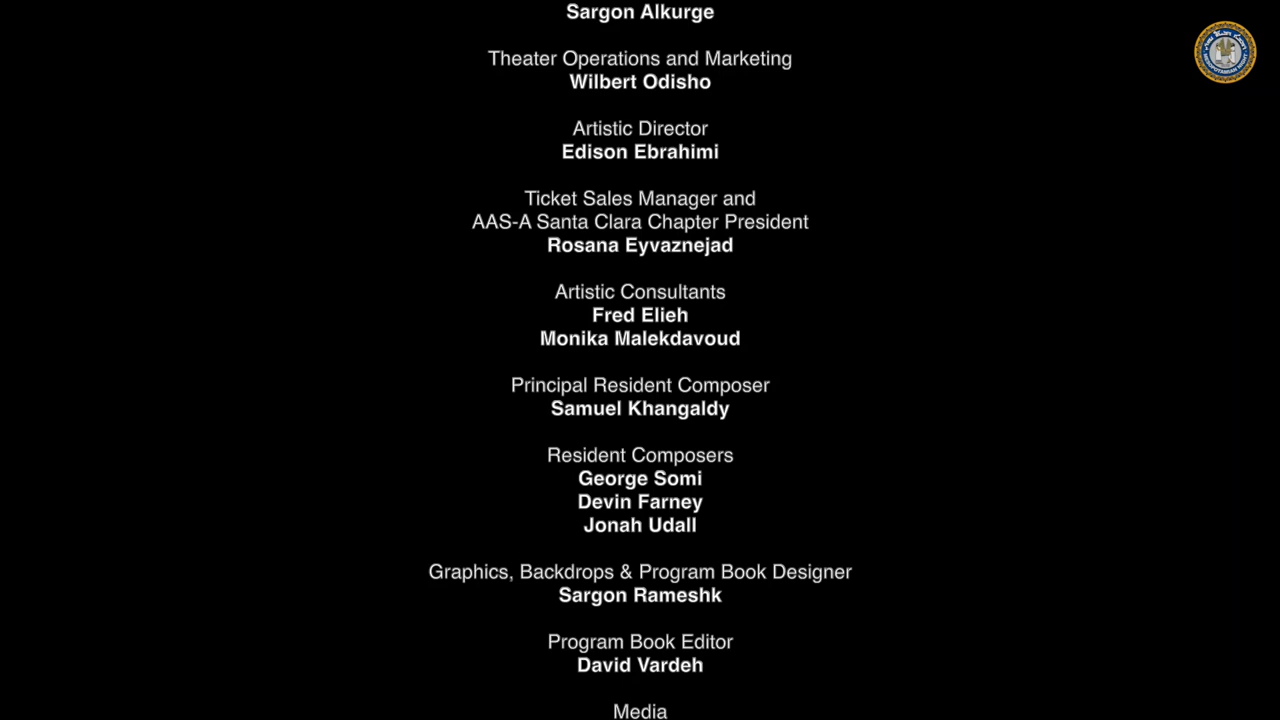 Sargon Alkurge
Theater Operations and Marketing
Wilbert Odisho
Artistic Director
Edison Ebrahimi
Ticket Sales Manager and
AAS-A Santa Clara Chapter President
Rosana Eyvaznejad
Artistic Consultants
Fred Elieh
Monika Malekdavoud
Principal Resident Composer
Samuel Khangaldy
Resident Composers
George Somi
Devin Farney
Jonah Udall
Graphics, Backdrops & Program Book Designer
Sargon Rameshk
Program Book Editor
David Vardeh
Media
MESOPOTAMIAN NIGHT